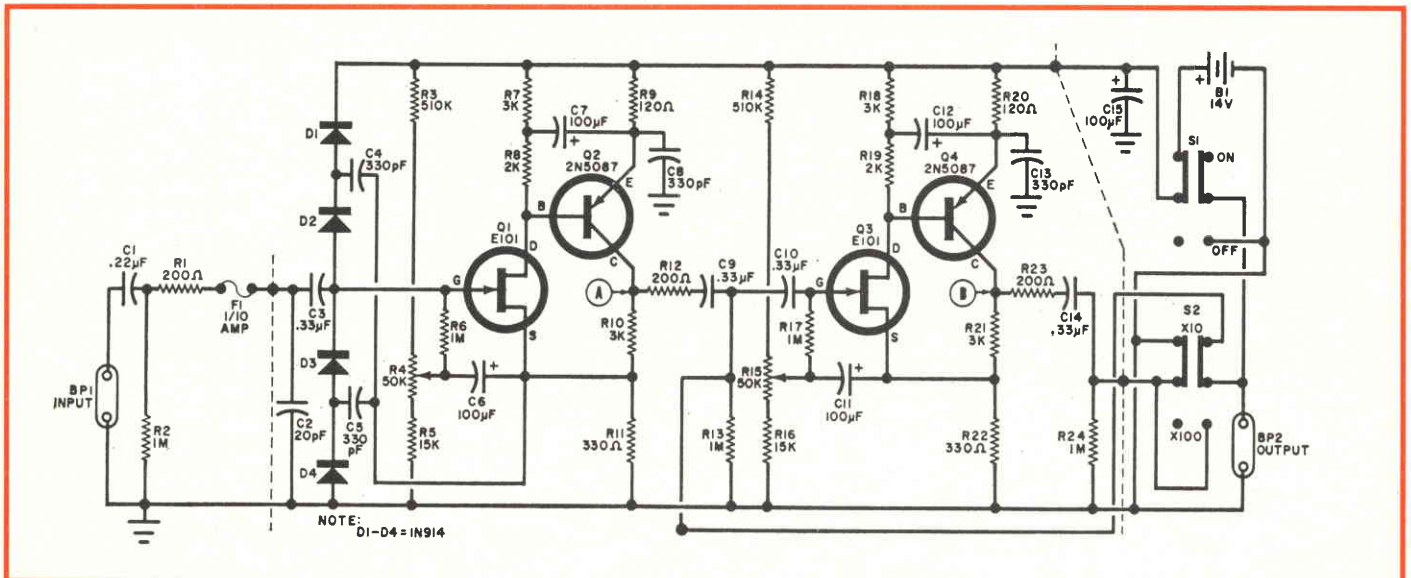 R3
510K
R7
3K
C7
100µF
+
R9
120Ω
R14
510K
R18
3K
C12
100µF
+
R20
120Ω
+
C15
100µF
+
B1
14V
S1
ON
OFF
D1
C4
330pF
D2
R8
2K
Q2
2N5087
E
B
C
C8
330pF
R19
2K
Q4
2N5087
E
B
C
C13
330pF
C1
.22µF
R1
200Ω
F1
1/10
AMP
C3
.33µF
Q1
E101
D
G
S
A
R12
200Ω
C9
.33µF
C10
.33µF
Q3
E101
D
G
S
B
R23
200Ω
C14
.33µF
S2
X10
X100
BP1
INPUT
R2
1M
C2
20pF
D3
C5
330
pF
D4
R4
50K
R6
1M
+
C6
100µF
R5
15K
R10
3K
R11
330Ω
R13
1M
R15
50K
R17
1M
+
C11
100µF
R16
15K
R21
3K
R22
330Ω
R24
1M
BP2
OUTPUT
NOTE:
D1-D4=1N914